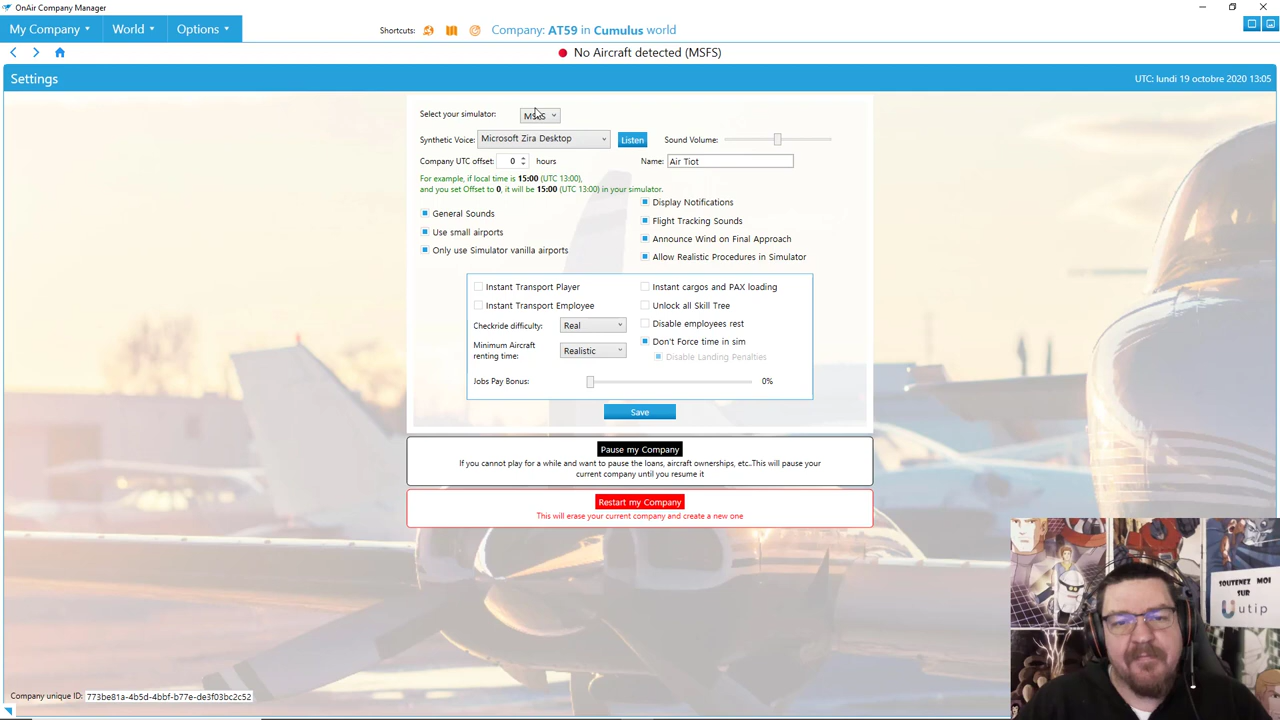 OnAir Company Manager
My Company
World
Options
Shortcuts:
Company: AT59 in Cumulus world
No Aircraft detected (MSFS)
Settings
UTC: lundi 19 octobre 2020 13:05
Select your simulator:
MSFS
Synthetic Voice:
Microsoft Zira Desktop
Listen
Sound Volume:
Company UTC offset:
0
hours
Name:
Air Tiot
For example, if local time is 15:00 (UTC 13:00),
and you set Offset to 0, it will be 15:00 (UTC 13:00) in your simulator.
Display Notifications
General Sounds
Flight Tracking Sounds
Use small airports
Announce Wind on Final Approach
Only use Simulator vanilla airports
Allow Realistic Procedures in Simulator
Instant Transport Player
Instant cargos and PAX loading
Instant Transport Employee
Unlock all Skill Tree
Checkride difficulty:
Real
Disable employees rest
Minimum Aircraft
renting time:
Realistic
Don't Force time in sim
Disable Landing Penalties
Jobs Pay Bonus:
0%
Save
Pause my Company
If you cannot play for a while and want to pause the loans, aircraft ownerships, etc..This will pause your
current company until you resume it
Restart my Company
This will erase your current company and create a new one
SOUTENEZ MOI
SUR
utip
Company unique ID:
773be81a-4b5d-4bbf-b77e-de3f03bc2c52